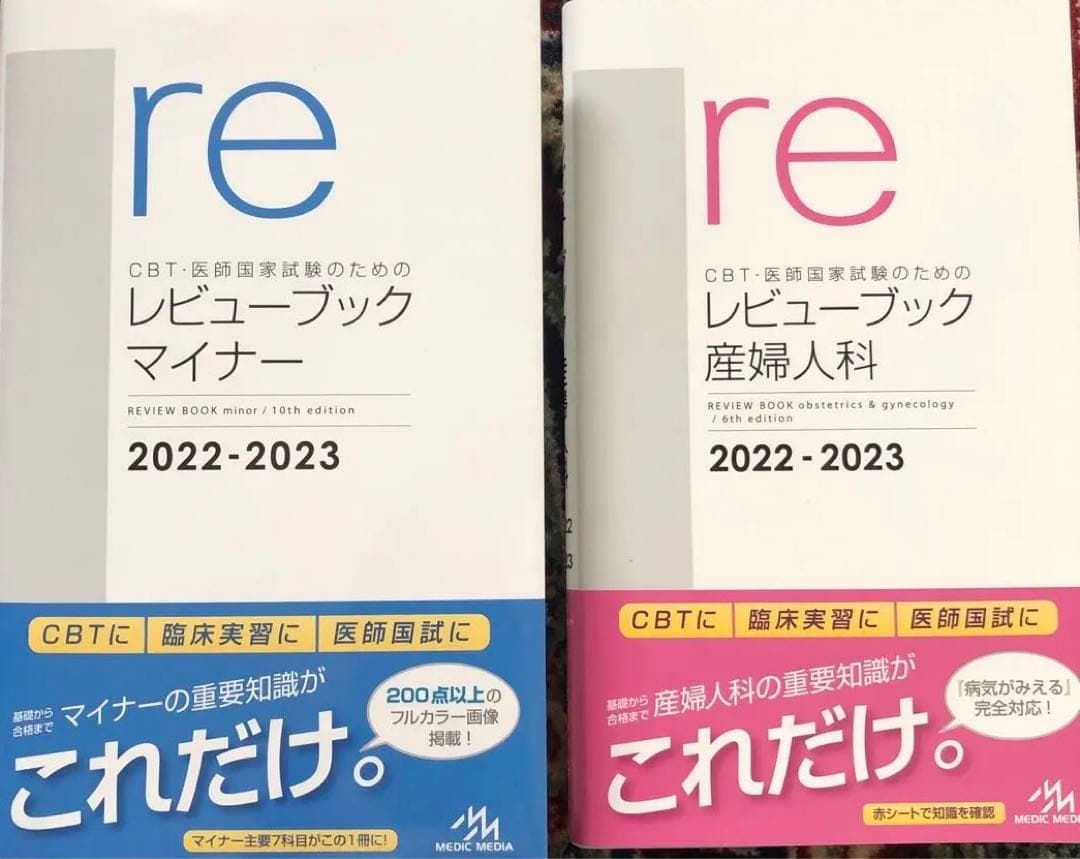 re
CBT・医師国家試験のための
レビューブック
マイナー
REVIEW BOOK minor / 10th edition
2022-2023
CBTに 臨床実習に 医師国試に
基礎から
合格まで
マイナーの重要知識が
これだけ。
200点以上の
フルカラー画像
掲載！
マイナー主要7科目がこの1冊に!
MEDIC MEDIA
re
CBT・医師国家試験のための
レビューブック
産婦人科
REVIEW BOOK obstetrics & gynecology
/ 6th edition
2022-2023
CBTに 臨床実習に 医師国試に
基礎から
合格まで
産婦人科の重要知識が
これだけ。
『病気がみえる』
完全対応！
赤シートで知識を確認
MEDIC MEDI